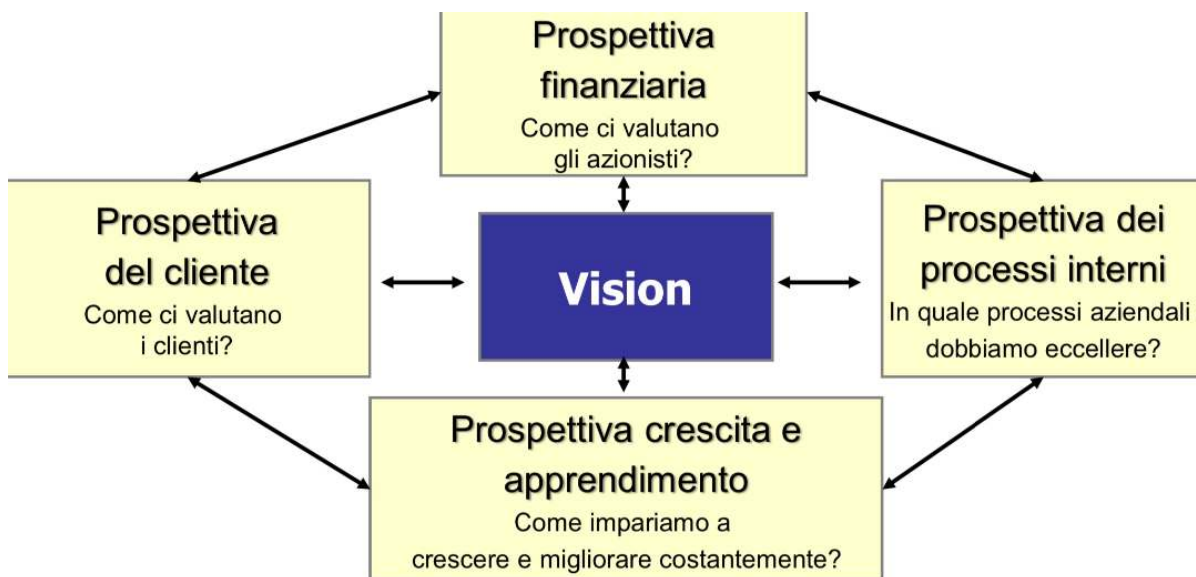 Prospettiva
finanziaria
Come ci valutano
gli azionisti?
Prospettiva
del cliente
Come ci valutano
i clienti?
Vision
Prospettiva dei
processi interni
In quale processi aziendali
dobbiamo eccellere?
Prospettiva crescita e
apprendimento
Come impariamo a
crescere e migliorare costantemente?